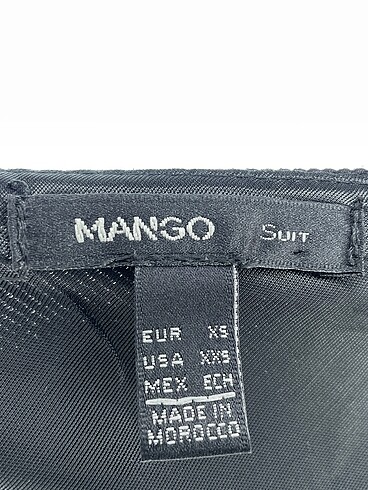 MANGO SUIT
EUR XS
USA XXS
MEX ECH
MADE IN
MOROCCO